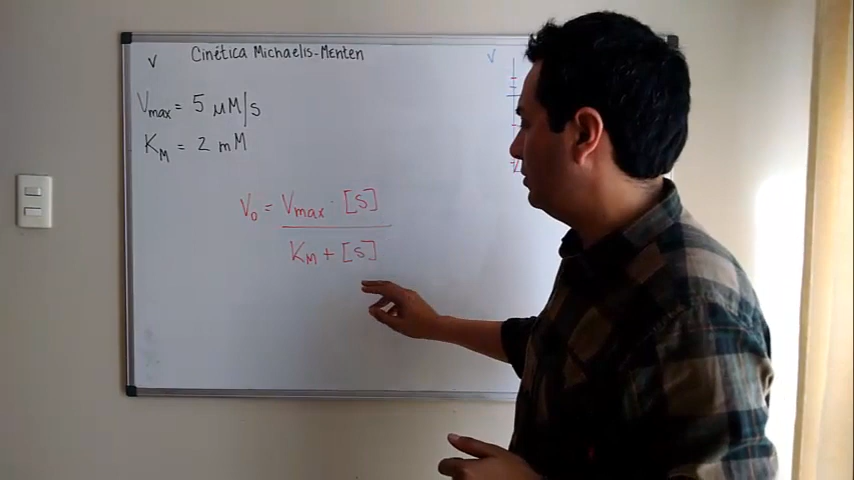 v Cinética Michaelis-Menten v
Vmax = 5 μM/s
KM = 2 mM
V0 = Vmax · [S]
KM + [S]